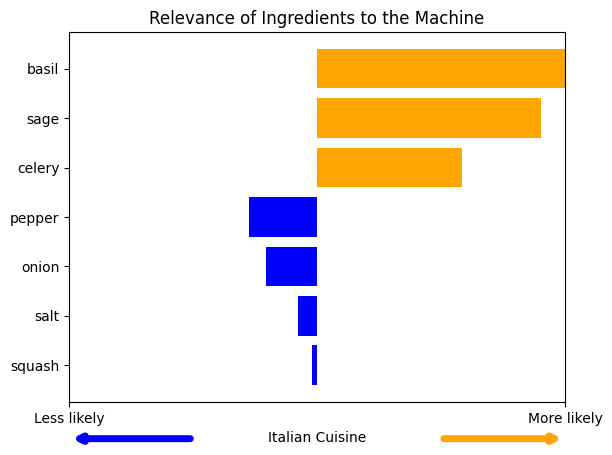 Relevance of Ingredients to the Machine
basil
sage
celery
pepper
onion
salt
squash
Less likely
More likely
Italian Cuisine